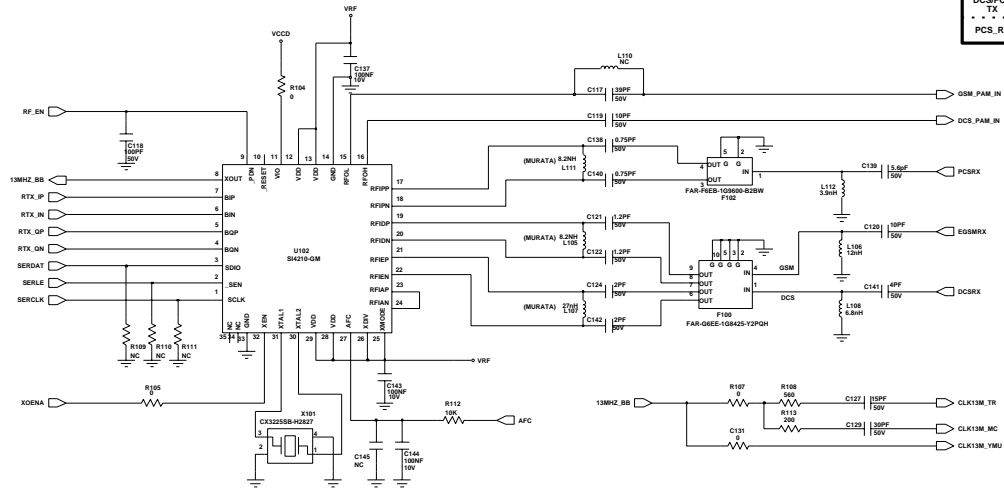 DCS/PC
TX
PCS_R
VRF
VCCD
C137
100NF
10V
R104
0
L110
NC
C117 39PF
50V
GSM_PAM_IN
C119 10PF
50V
DCS_PAM_IN
RF_EN
C118
100PF
50V
9 10 11 12 13 14 15 16
_PDN
_RESET
VIO
VDD
VDD
GND
RFOL
RFOH
13MHZ_BB
8 XOUT
RTX_IP
7 BIP
RTX_IN
6 BIN
RTX_QP
5 BQP
RTX_QN
4 BQN
SERDAT
3 SDIO
SERLE
2 _SEN
SERCLK
1 SCLK
U102
SI4210-GM
RFIPP 17
RFIPN 18
RFIDP 19
RFIDN 20
RFIEP 21
RFIEN 22
RFIAP 23
RFIAN 24
C138 0.75PF
50V
(MURATA) 8.2NH
L111
C140 0.75PF
50V
4 OUT
3 OUT
5 2
G G
IN 1
FAR-F6EB-1G9600-B2BW
F102
C139 5.6pF
50V
PCSRX
L112
3.9nH
C121 1.2PF
50V
(MURATA) 8.2NH
L105
C122 1.2PF
50V
C120 10PF
50V
EGSMRX
L106
12nH
10 5 3 2
G G G G
9 OUT
8 OUT
7 OUT
6 OUT
IN 4
GSM
IN 1
DCS
C124 2PF
50V
(MURATA) 27nH
L107
C142 2PF
50V
F100
FAR-G6EE-1G8425-Y2PQH
C141 4PF
50V
DCSRX
L108
6.8nH
NC
NC
GND
XEN
XTAL1
XTAL2
VDD
VDD
AFC
XDIV
XMODE
35 34 33 32 31 30 29 28 27 26 25
R109
NC
R110
NC
R111
NC
VRF
C143
100NF
10V
XOENA
R105
0
X101
CX3225SB-H2827
3 4
2 1
R112
10K
AFC
C145
NC
C144
100NF
10V
13MHZ_BB
R107
0
R108
560
C127 15PF
50V
CLK13M_TR
R113
200
C129 30PF
50V
CLK13M_MC
C131
0
CLK13M_YMU